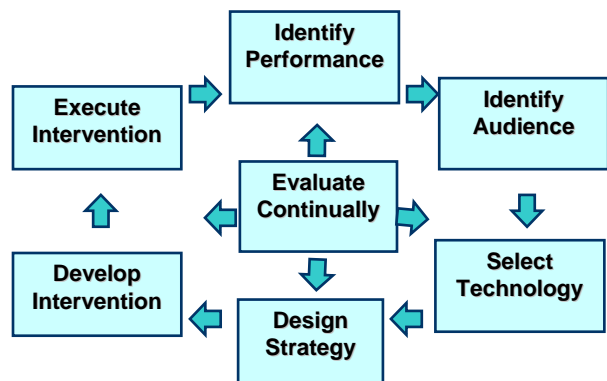 Identify
Performance
Execute
Intervention
Identify
Audience
Evaluate
Continually
Develop
Intervention
Select
Technology
Design
Strategy